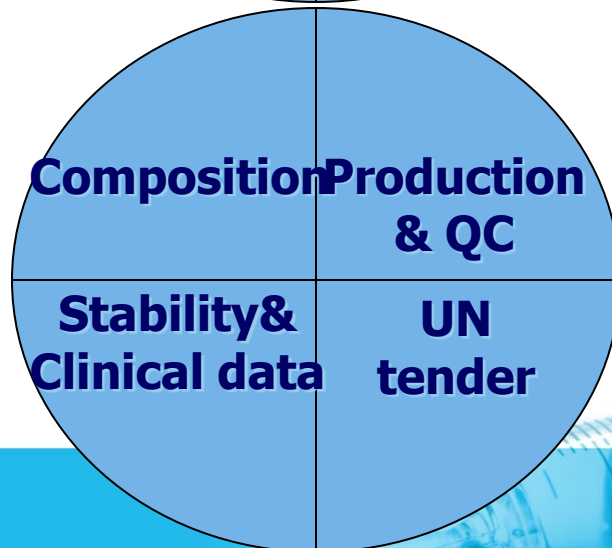 Composition
Production
& QC
Stability&
Clinical data
UN
tender